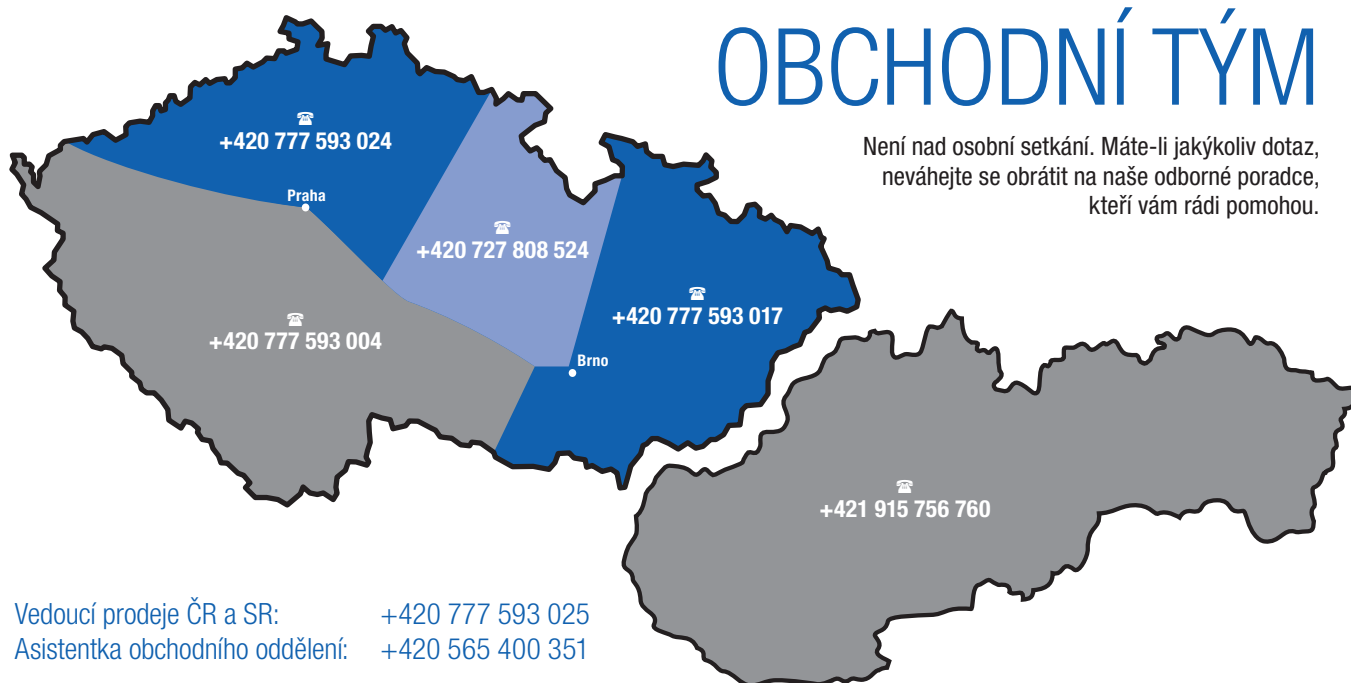 OBCHODNÍ TÝM
Není nad osobní setkání. Máte-li jakýkoliv dotaz,
neváhejte se obrátit na naše odborné poradce,
kteří vám rádi pomohou.
☎
+420 777 593 024
Praha
☎
+420 727 808 524
☎
+420 777 593 017
☎
+420 777 593 004
Brno
☎
+421 915 756 760
Vedoucí prodeje ČR a SR: +420 777 593 025
Asistentka obchodního oddělení: +420 565 400 351